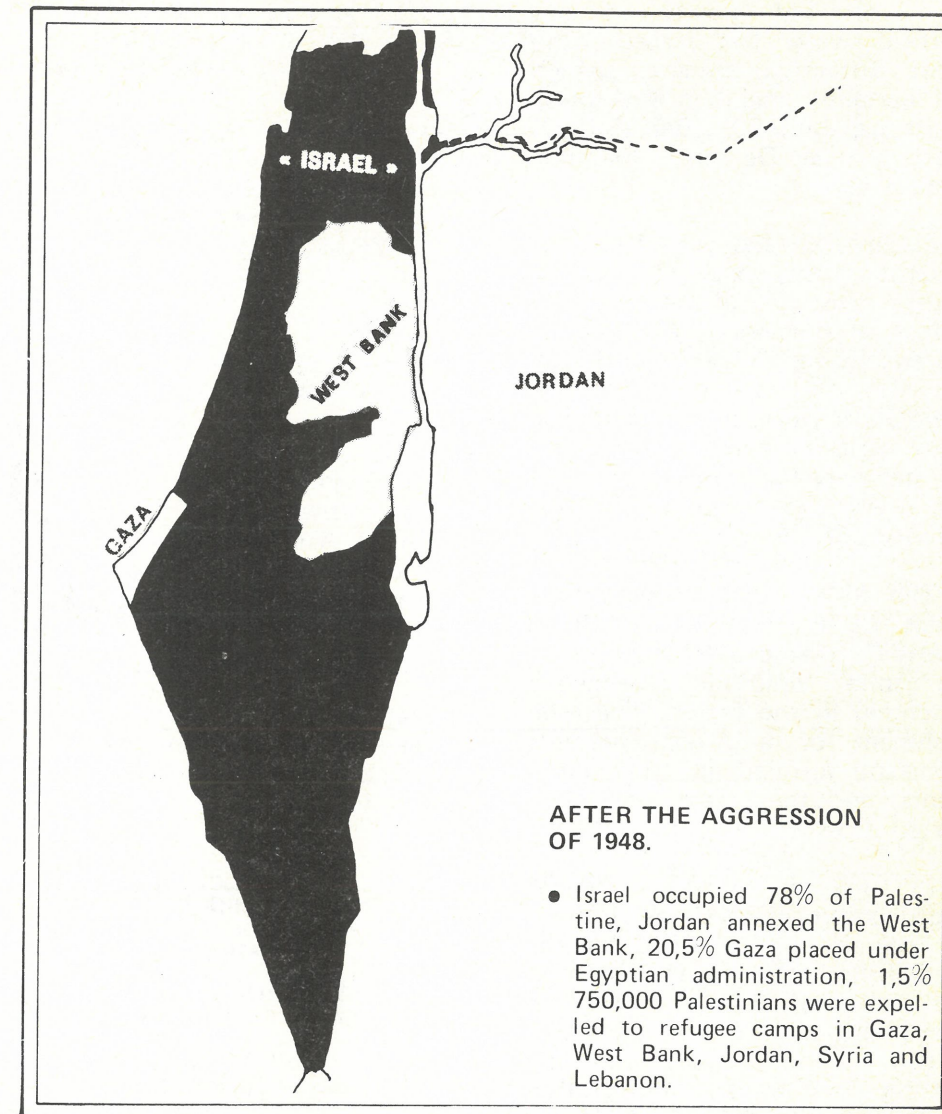 « ISRAEL »
WEST BANK
JORDAN
GAZA
AFTER THE AGGRESSION
OF 1948.
● Israel occupied 78% of Pales-
tine, Jordan annexed the West
Bank, 20,5% Gaza placed under
Egyptian administration, 1,5%
750,000 Palestinians were expel-
led to refugee camps in Gaza,
West Bank, Jordan, Syria and
Lebanon.